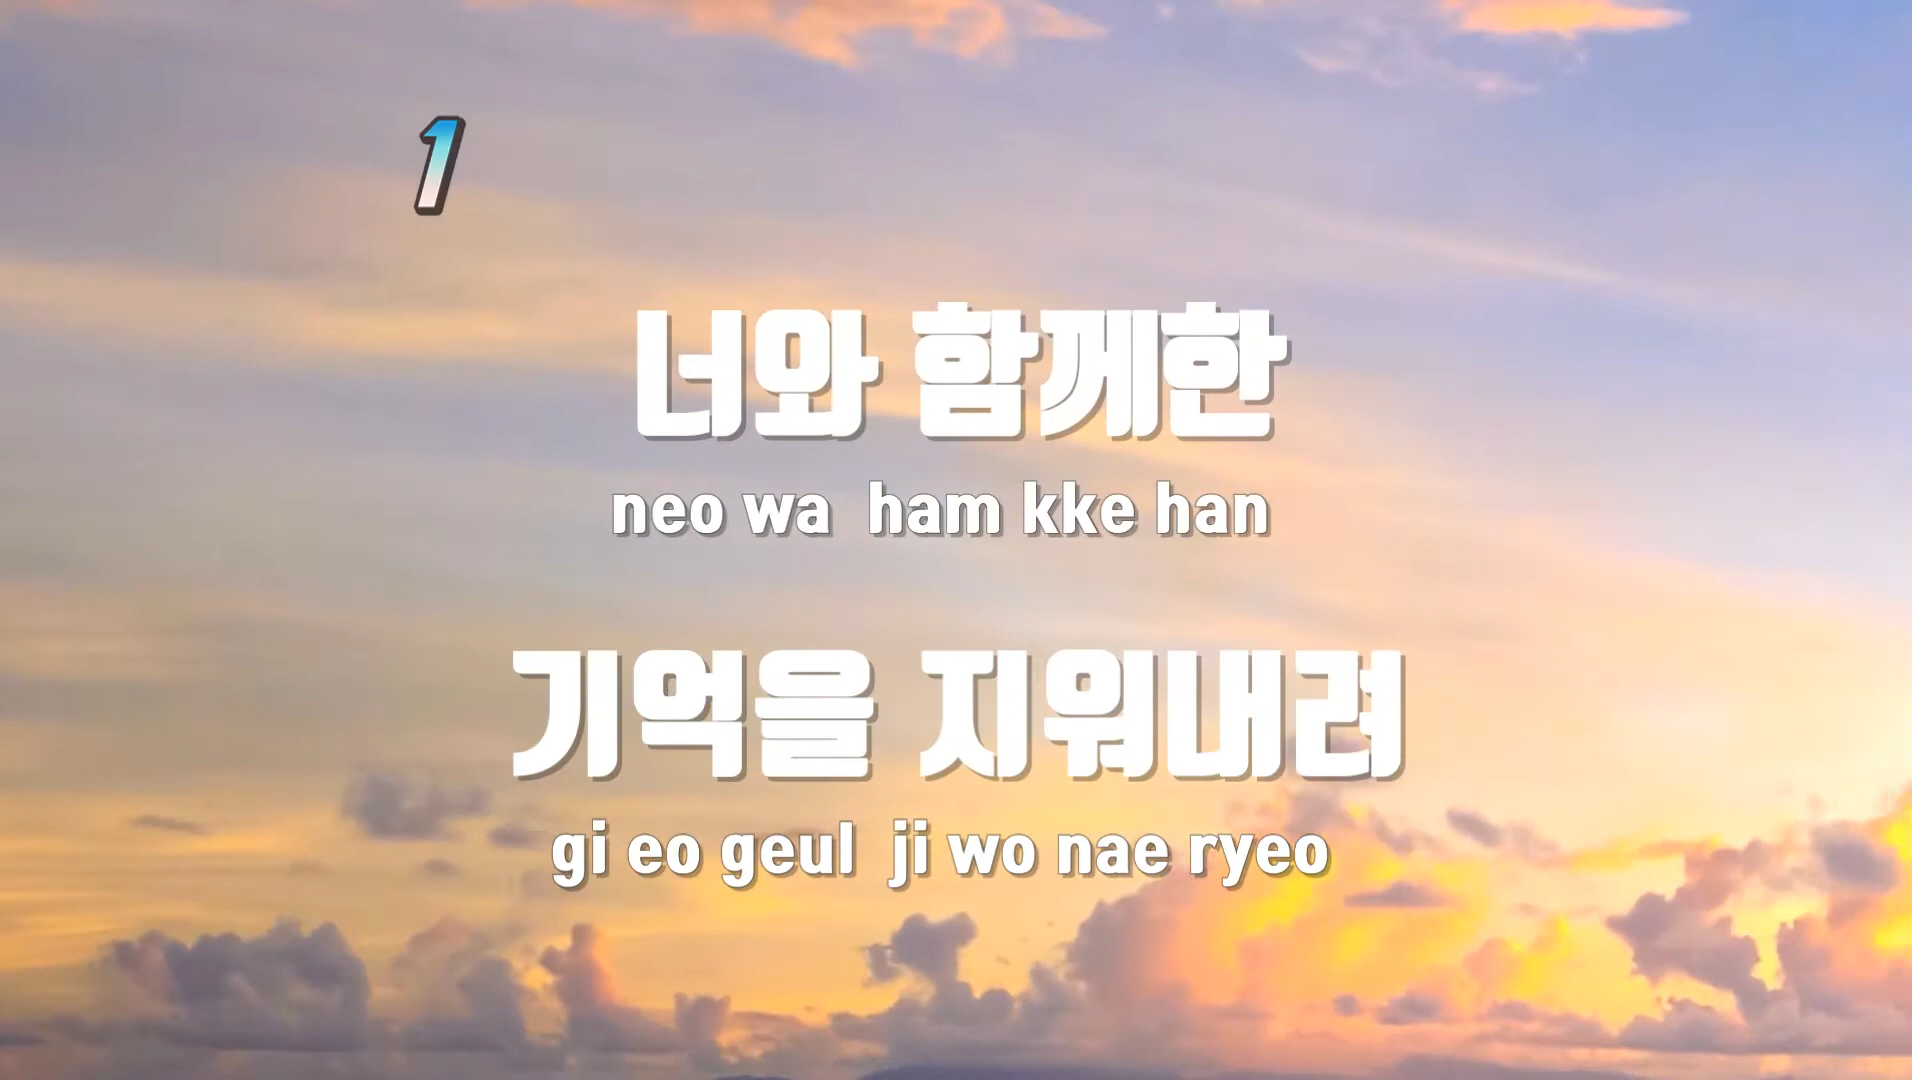 1
너와 함께한
neo wa ham kke han
기억을 지워내려
gi eo geul ji wo nae ryeo